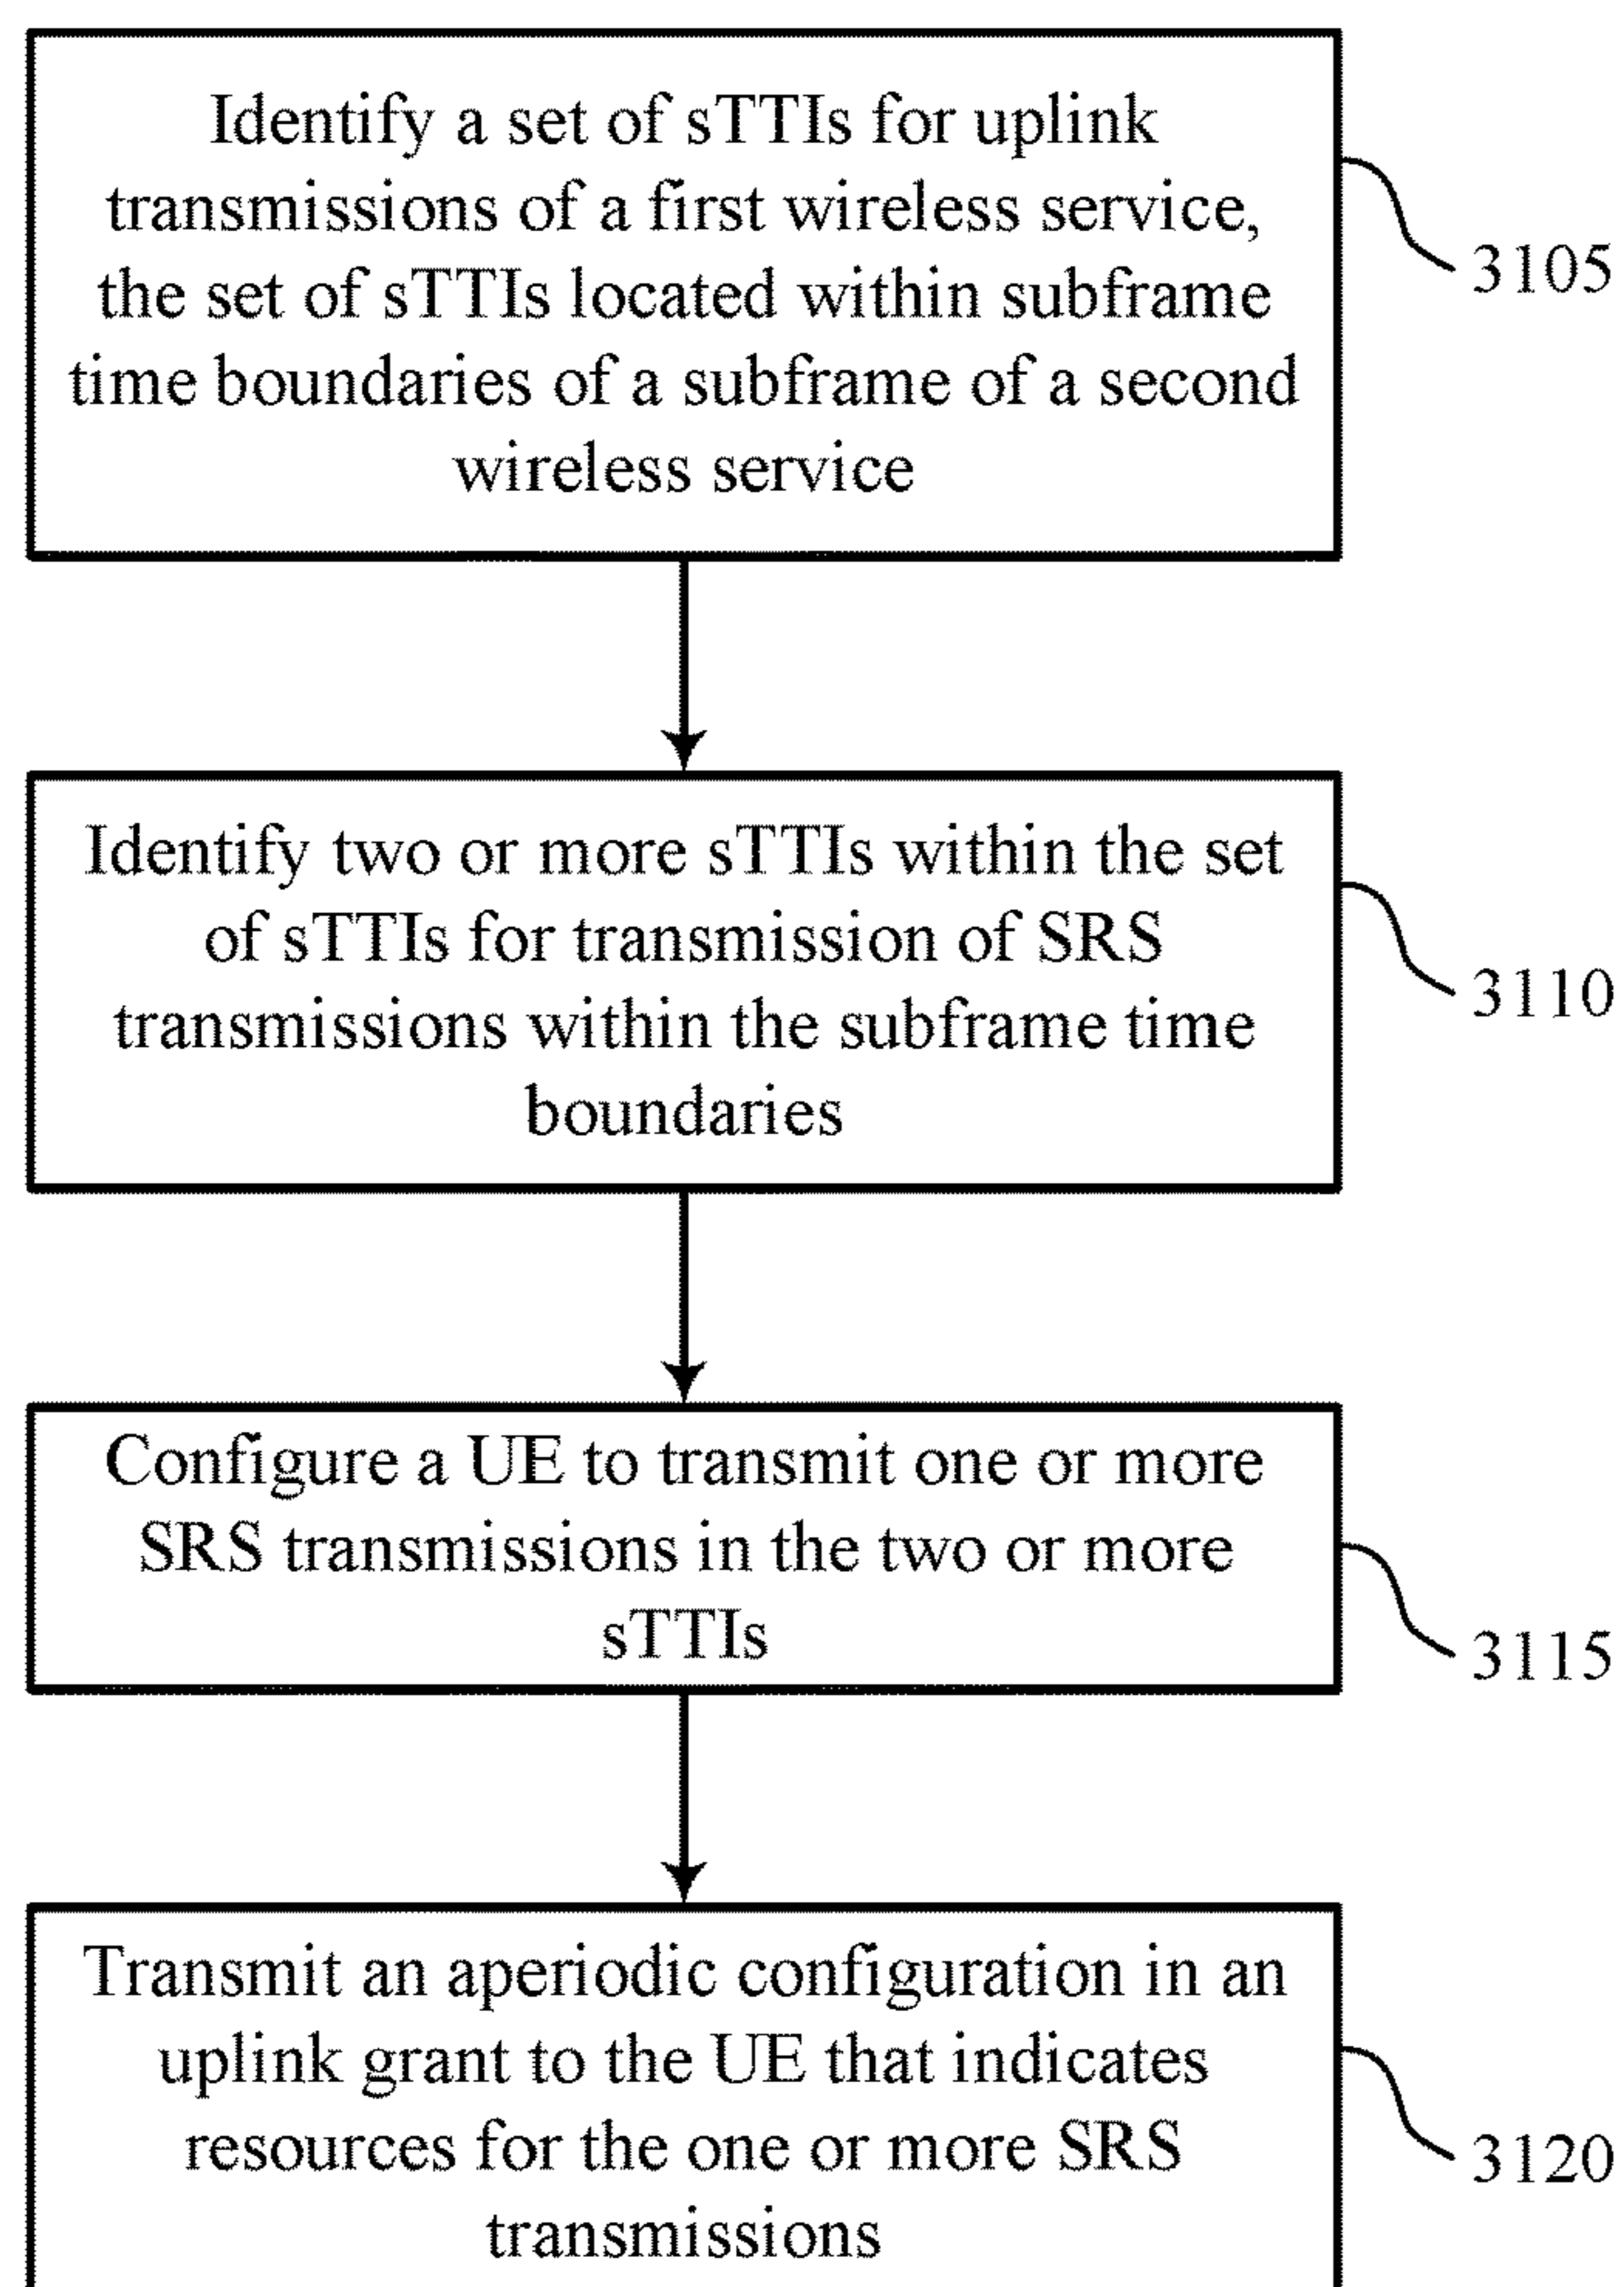 Identify a set of sTTIs for uplink
transmissions of a first wireless service,
the set of sTTIs located within subframe
time boundaries of a subframe of a second
wireless service
3105
Identify two or more sTTIs within the set
of sTTIs for transmission of SRS
transmissions within the subframe time
boundaries
3110
Configure a UE to transmit one or more
SRS transmissions in the two or more
sTTIs
3115
Transmit an aperiodic configuration in an
uplink grant to the UE that indicates
resources for the one or more SRS
transmissions
3120